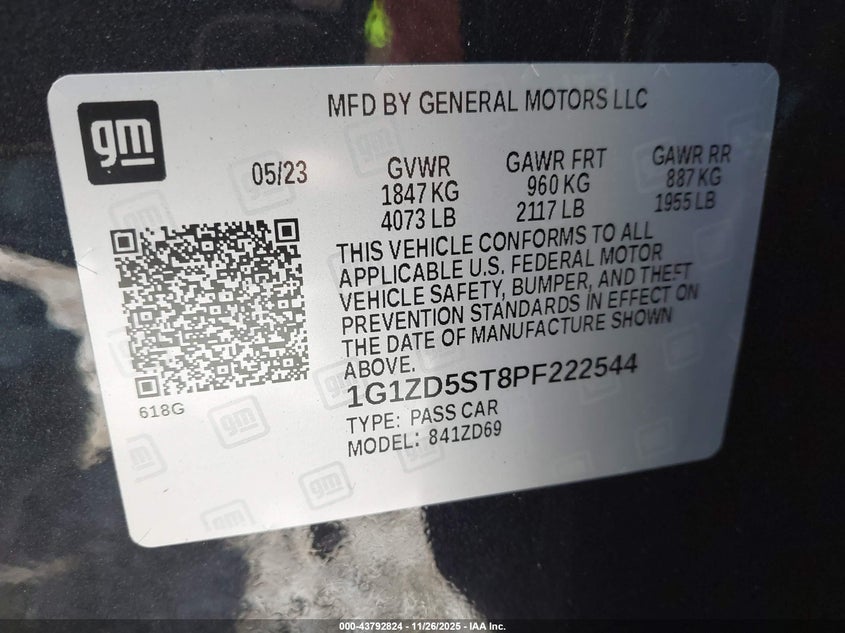 gm
MFD BY GENERAL MOTORS LLC
05/23
GVWR
1847 KG
4073 LB
GAWR FRT
960 KG
2117 LB
GAWR RR
887 KG
1955 LB
THIS VEHICLE CONFORMS TO ALL
APPLICABLE U.S. FEDERAL MOTOR
VEHICLE SAFETY, BUMPER, AND THEFT
PREVENTION STANDARDS IN EFFECT ON
THE DATE OF MANUFACTURE SHOWN
ABOVE.
1G1ZD5ST8PF222544
TYPE: PASS CAR
MODEL: 841ZD69
618G
000-43792824 | 11/26/2025 | IAA Inc.